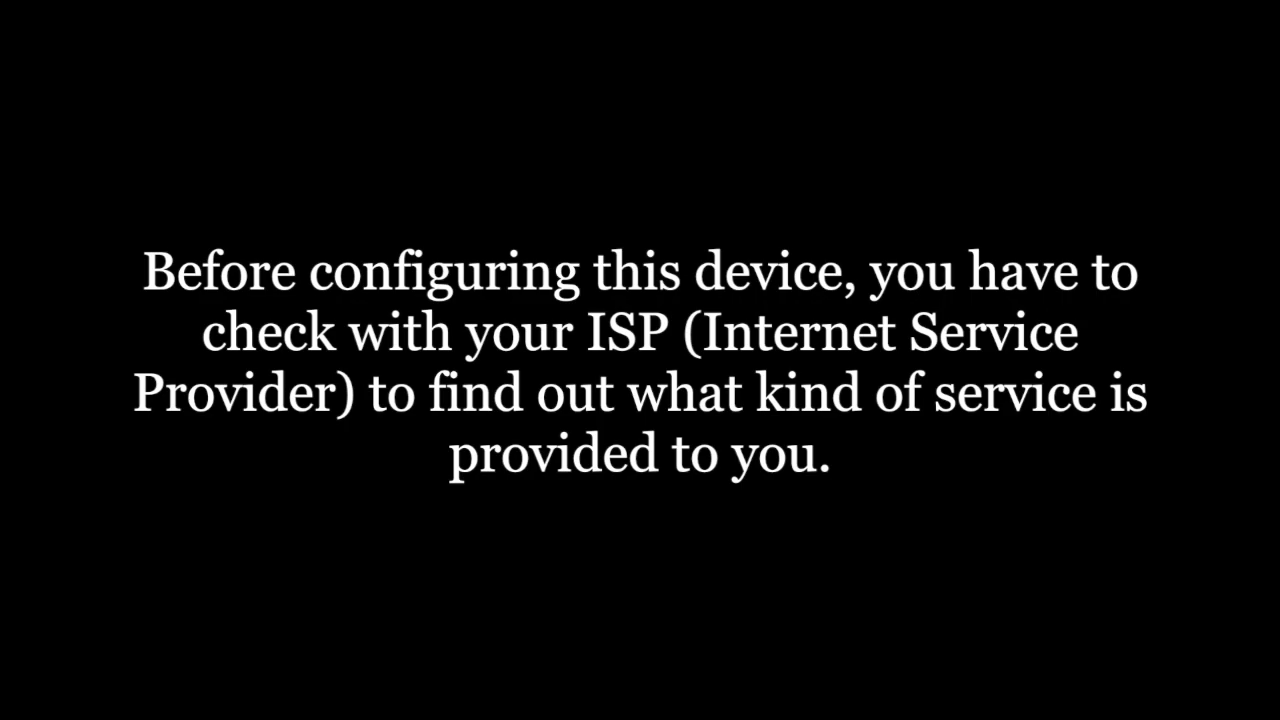 Before configuring this device, you have to
check with your ISP (Internet Service
Provider) to find out what kind of service is
provided to you.